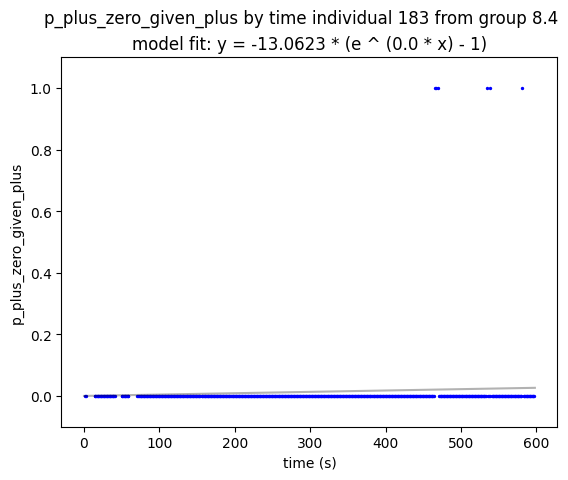 p_plus_zero_given_plus by time individual 183 from group 8.4
model fit: y = -13.0623 * (e ^ (0.0 * x) - 1)
1.0
0.8
0.6
0.4
0.2
0.0
p_plus_zero_given_plus
0 100 200 300 400 500 600
time (s)